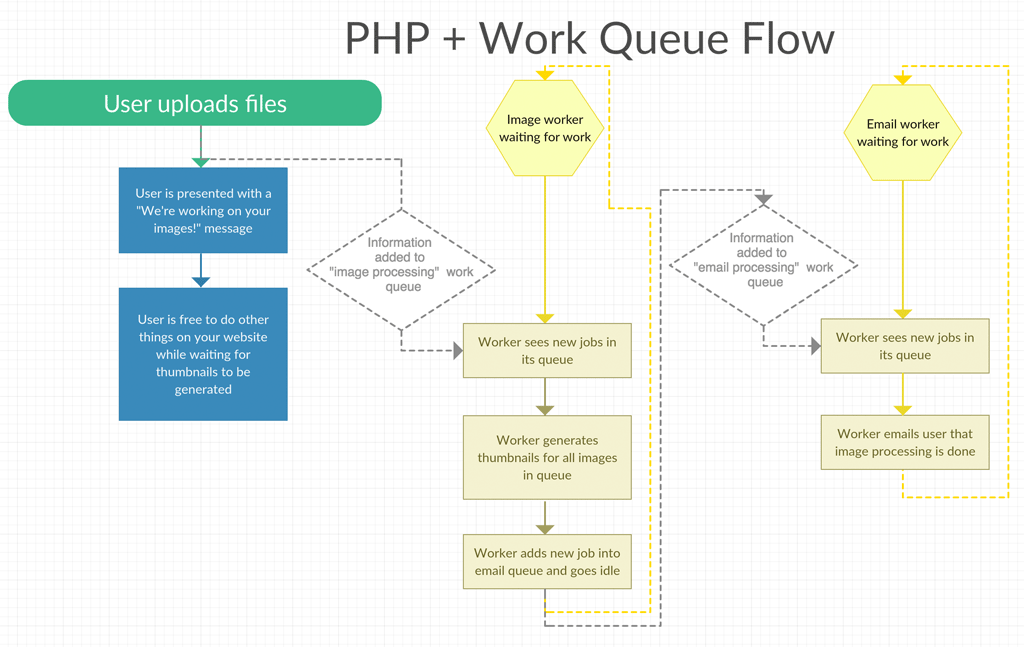 PHP + Work Queue Flow
User uploads files
User is presented with a
"We're working on your
images!" message
User is free to do other
things on your website
while waiting for
thumbnails to be
generated
Information
added to
"image processing" work
queue
Image worker
waiting for work
Worker sees new jobs in
its queue
Worker generates
thumbnails for all images
in queue
Worker adds new job into
email queue and goes idle
Information
added to
"email processing" work
queue
Email worker
waiting for work
Worker sees new jobs in
its queue
Worker emails user that
image processing is done